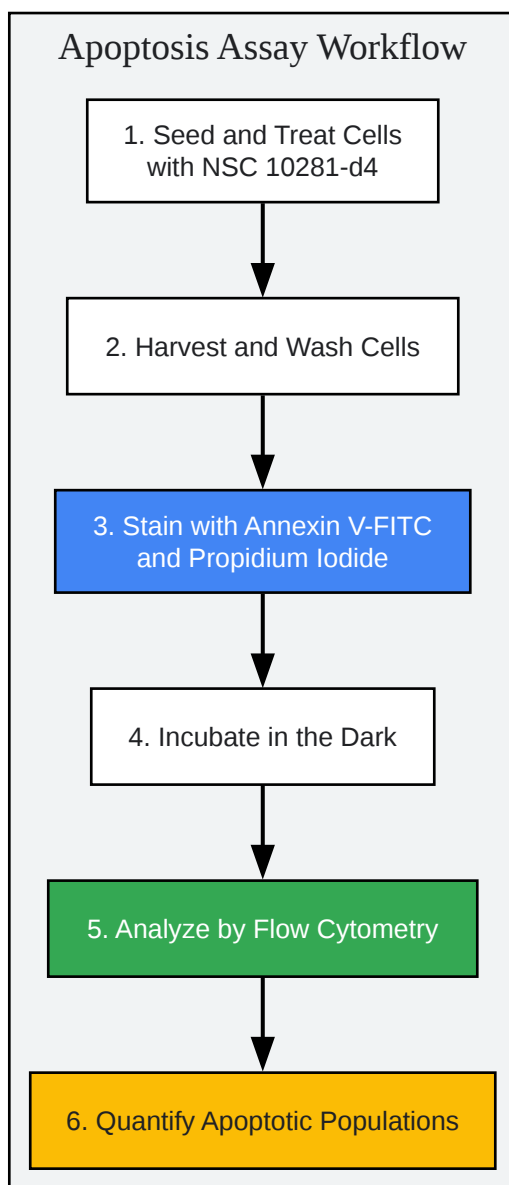 Apoptosis Assay Workflow
1. Seed and Treat Cells
with NSC 10281-d4
2. Harvest and Wash Cells
3. Stain with Annexin V-FITC
and Propidium Iodide
4. Incubate in the Dark
5. Analyze by Flow Cytometry
6. Quantify Apoptotic Populations